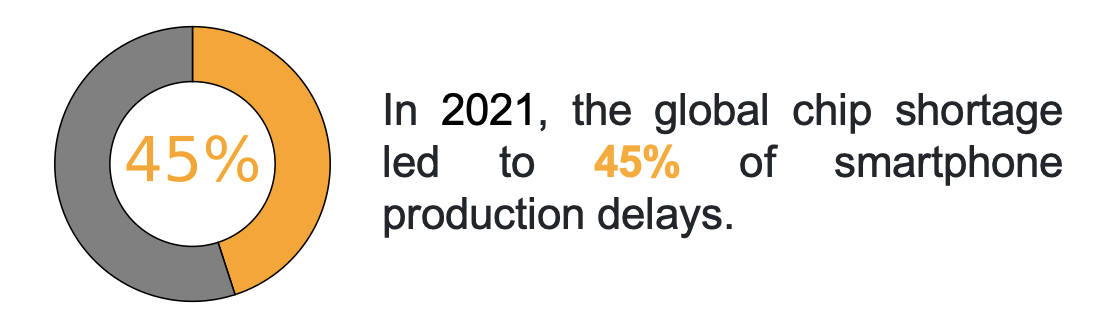 45%
In 2021, the global chip shortage
led to 45% of smartphone
production delays.